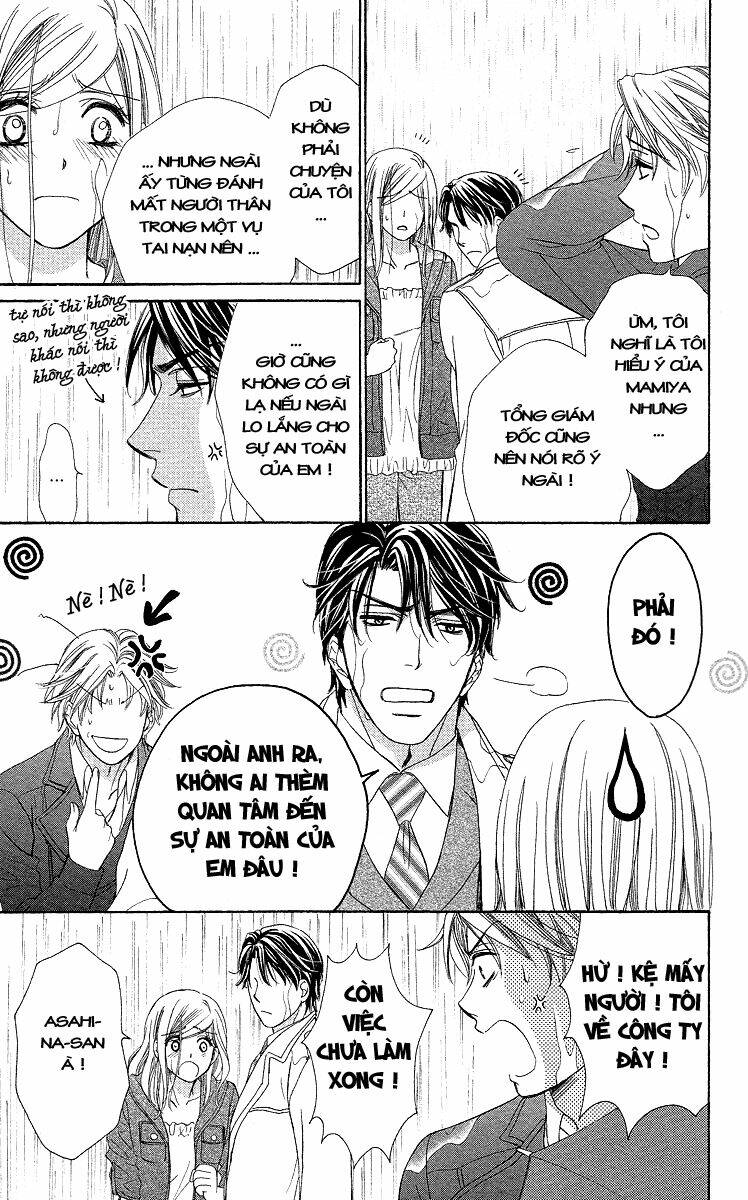 ỪM, TÔI
NGHĨ LÀ TÔI
HIỂU Ý CỦA
MAMIYA
NHƯNG
...
TỔNG GIÁM
ĐỐC CŨNG
NÊN NÓI RÕ Ý
NGÀI !
DÙ
KHÔNG
PHẢI
CHUYỆN
CỦA TÔI
...
... NHƯNG NGÀI
ẤY TỪNG ĐÁNH
MẤT NGƯỜI THÂN
TRONG MỘT VỤ
TAI NẠN NÊN ...
...
GIỜ CŨNG
KHÔNG CÓ GÌ
LẠ NẾU NGÀI
LO LẮNG CHO
SỰ AN TOÀN
CỦA EM !
tự nói thì không
sao, nhưng người
khác nói thì
không được !
...
PHẢI
ĐÓ !
NGOÀI ANH RA,
KHÔNG AI THÈM
QUAN TÂM ĐẾN
SỰ AN TOÀN CỦA
EM ĐÂU !
Nè ! Nè !
HỪ ! KỆ MẤY
NGƯỜI ! TÔI
VỀ CÔNG TY
ĐÂY !
CÒN
VIỆC
CHƯA LÀM
XONG !
ASAHI-
NA-SAN
À !